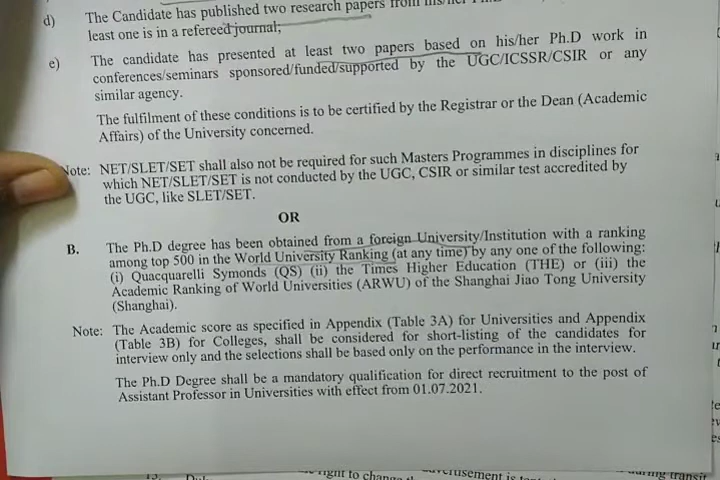 d) The Candidate has published two research papers from his/her Ph.D
least one is in a refereed journal;
e) The candidate has presented at least two papers based on his/her Ph.D work in
conferences/seminars sponsored/funded/supported by the UGC/ICSSR/CSIR or any
similar agency.
The fulfilment of these conditions is to be certified by the Registrar or the Dean (Academic
Affairs) of the University concerned.
Note: NET/SLET/SET shall also not be required for such Masters Programmes in disciplines for
which NET/SLET/SET is not conducted by the UGC, CSIR or similar test accredited by
the UGC, like SLET/SET.
OR
B. The Ph.D degree has been obtained from a foreign University/Institution with a ranking
among top 500 in the World University Ranking (at any time) by any one of the following:
(i) Quacquarelli Symonds (QS) (ii) the Times Higher Education (THE) or (iii) the
Academic Ranking of World Universities (ARWU) of the Shanghai Jiao Tong University
(Shanghai).
Note: The Academic score as specified in Appendix (Table 3A) for Universities and Appendix
(Table 3B) for Colleges, shall be considered for short-listing of the candidates for
interview only and the selections shall be based only on the performance in the interview.
The Ph.D Degree shall be a mandatory qualification for direct recruitment to the post of
Assistant Professor in Universities with effect from 01.07.2021.
right to change
during transit